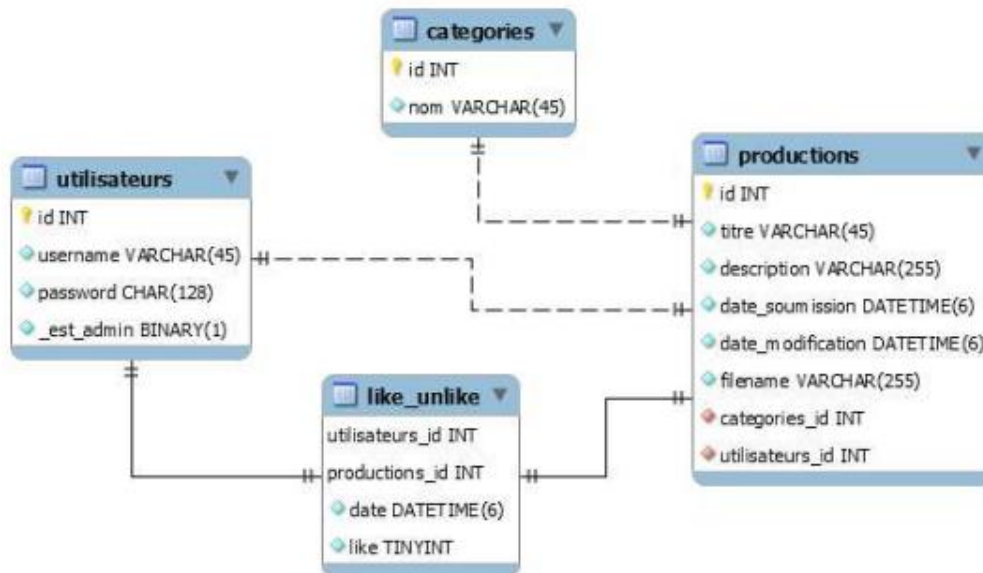 categories
id INT
nom VARCHAR(45)
utilisateurs
id INT
username VARCHAR(45)
password CHAR(128)
_est_admin BINARY(1)
productions
id INT
titre VARCHAR(45)
description VARCHAR(255)
date_soumission DATETIME(6)
date_modification DATETIME(6)
filename VARCHAR(255)
categories_id INT
utilisateurs_id INT
like_unlike
utilisateurs_id INT
productions_id INT
date DATETIME(6)
like TINYINT